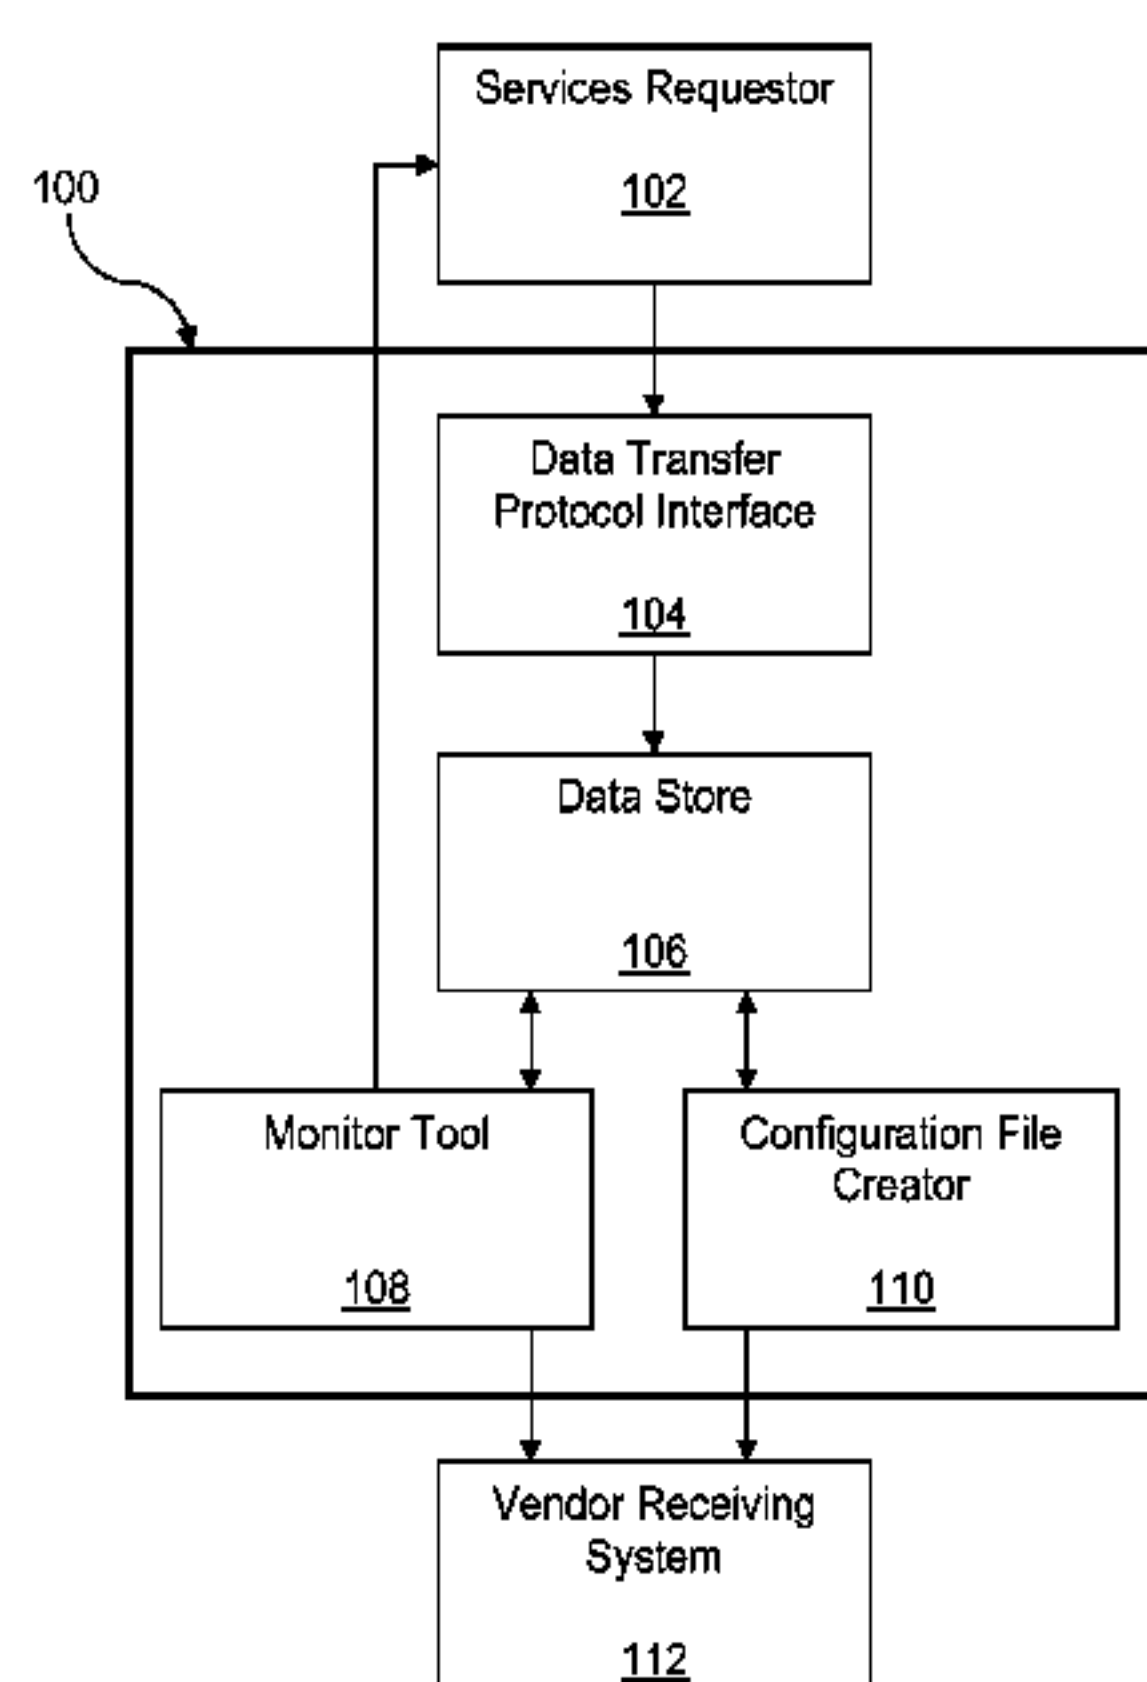 Services Requestor
102
100
Data Transfer
Protocol Interface
104
Data Store
106
Monitor Tool
108
Configuration File
Creator
110
Vendor Receiving
System
112